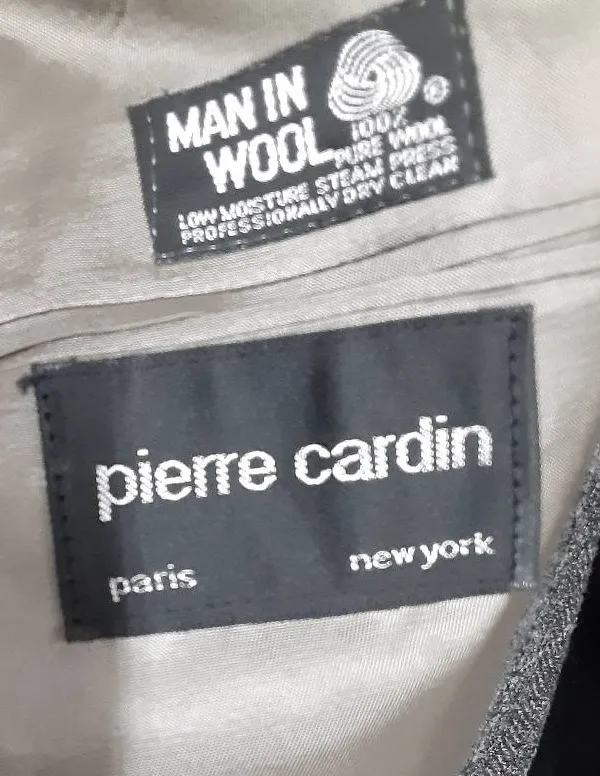 MAN IN
WOOL
®
100%
PURE WOOL
LOW MOISTURE STEAM PRESS
PROFESSIONALLY DRY CLEAN
pierre cardin
paris
new york